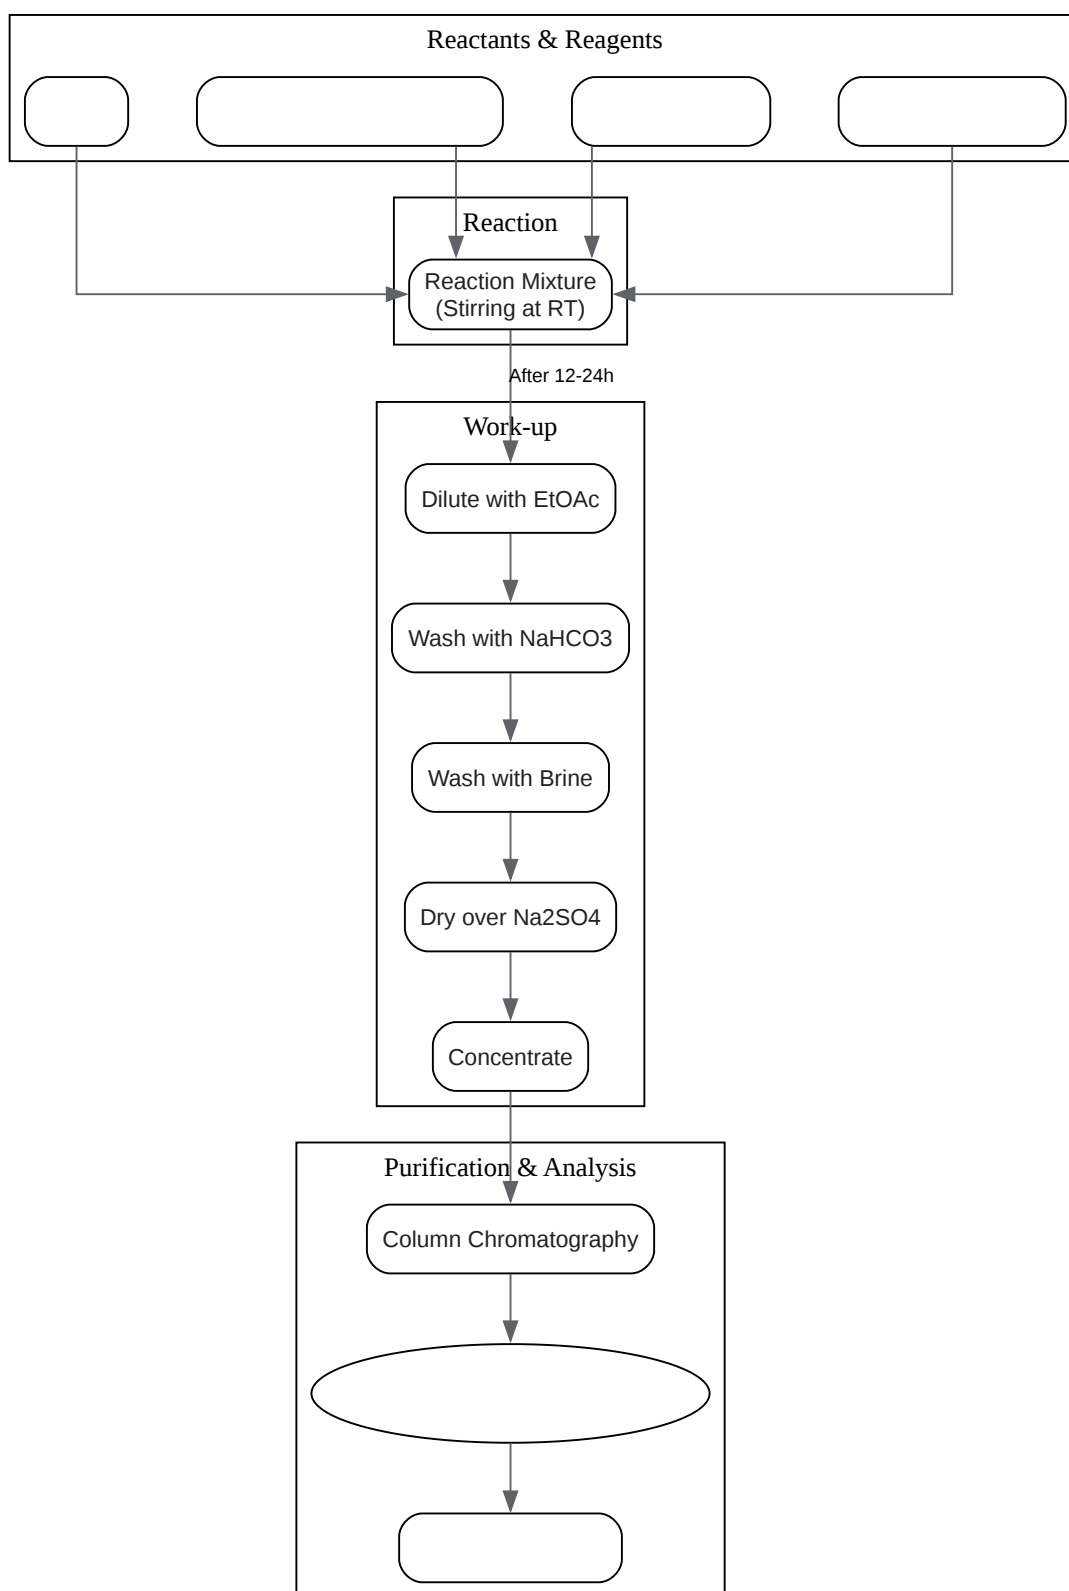 Reactants & Reagents
Reaction
Reaction Mixture
(Stirring at RT)
After 12-24h
Work-up
Dilute with EtOAc
Wash with NaHCO3
Wash with Brine
Dry over Na2SO4
Concentrate
Purification & Analysis
Column Chromatography